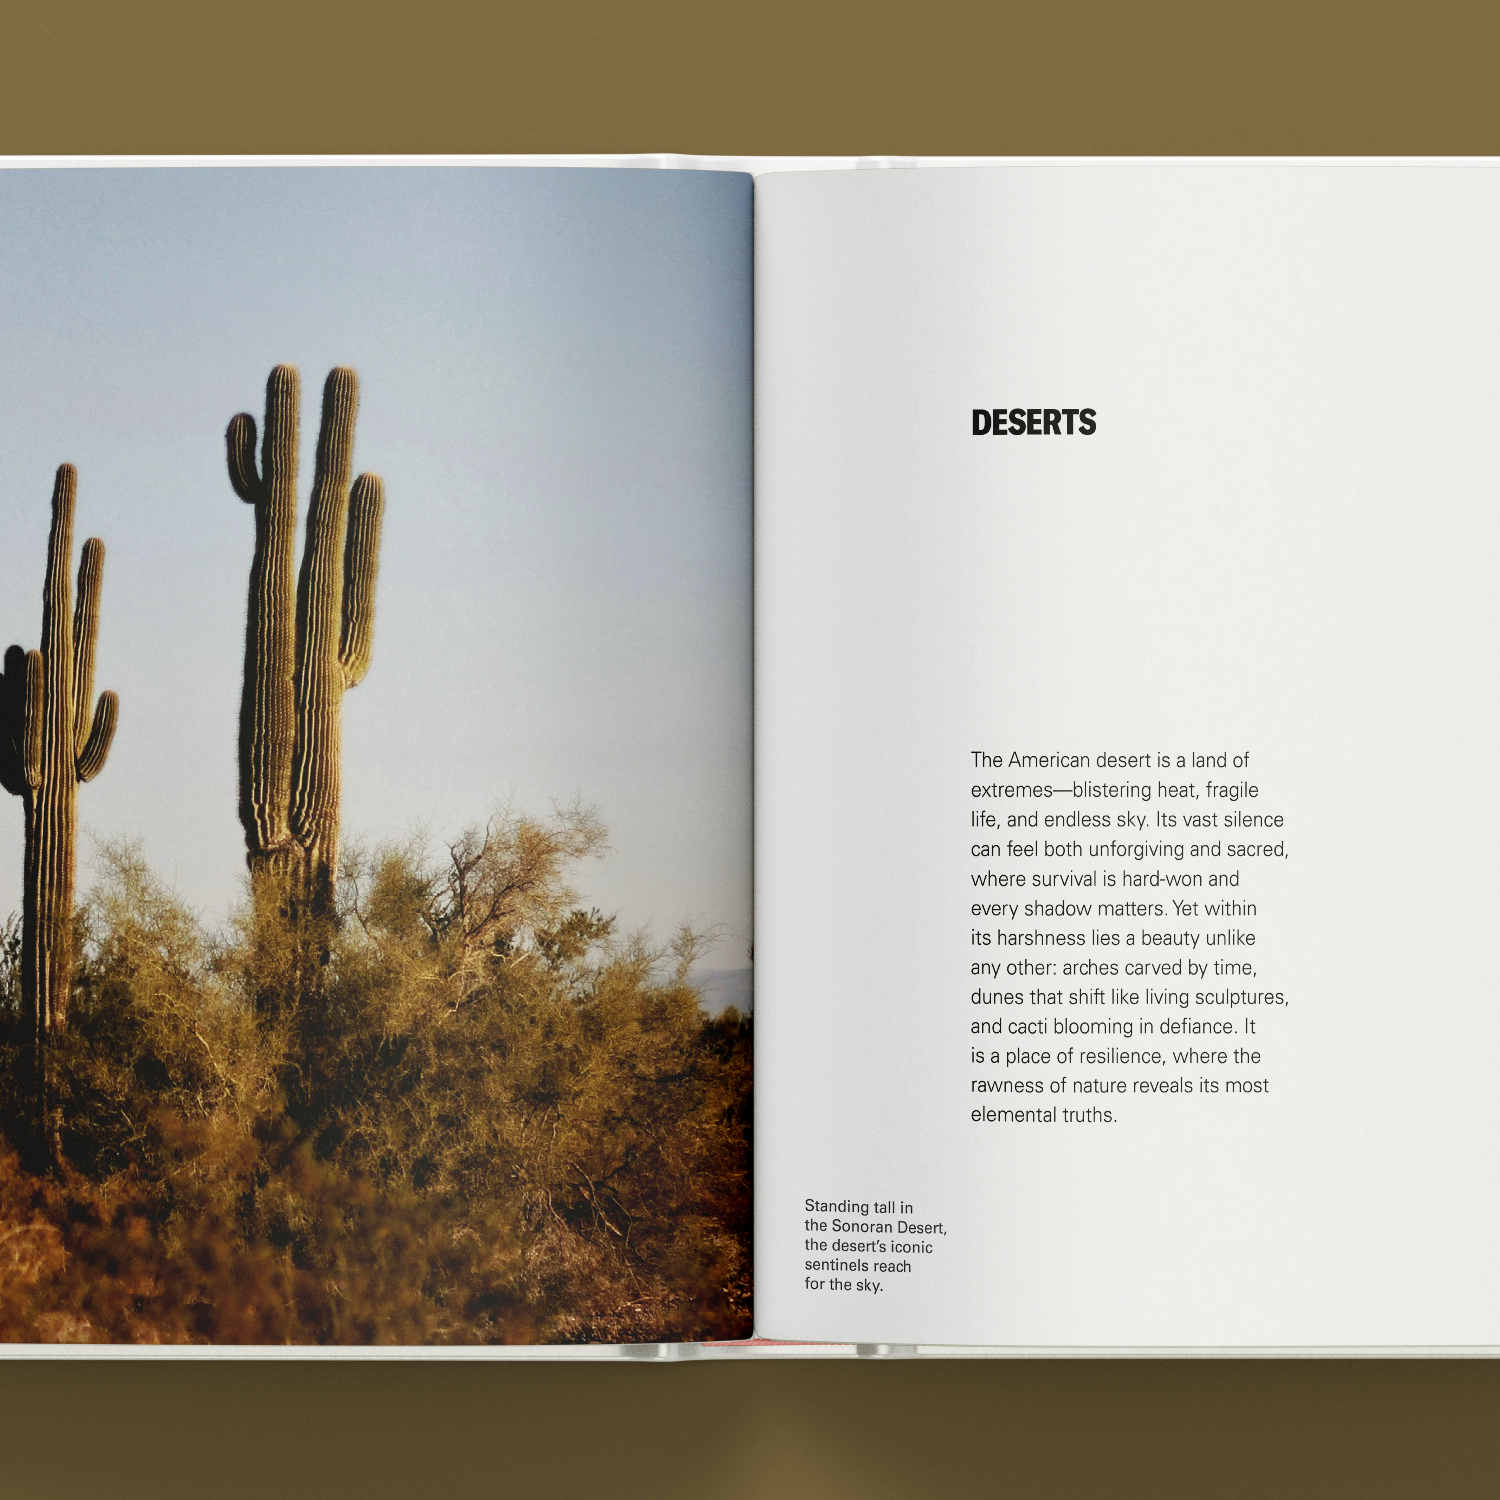 DESERTS
The American desert is a land of
extremes—blistering heat, fragile
life, and endless sky. Its vast silence
can feel both unforgiving and sacred,
where survival is hard-won and
every shadow matters. Yet within
its harshness lies a beauty unlike
any other: arches carved by time,
dunes that shift like living sculptures,
and cacti blooming in defiance. It
is a place of resilience, where the
rawness of nature reveals its most
elemental truths.
Standing tall in
the Sonoran Desert,
the desert’s iconic
sentinels reach
for the sky.